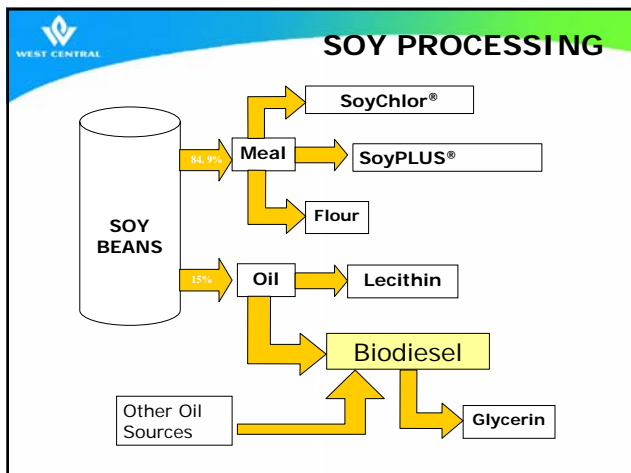 WEST CENTRAL
SOY PROCESSING
SoyChlor®
84. 9%
Meal
SoyPLUS®
SOY
BEANS
Flour
15%
Oil
Lecithin
Biodiesel
Other Oil
Sources
Glycerin